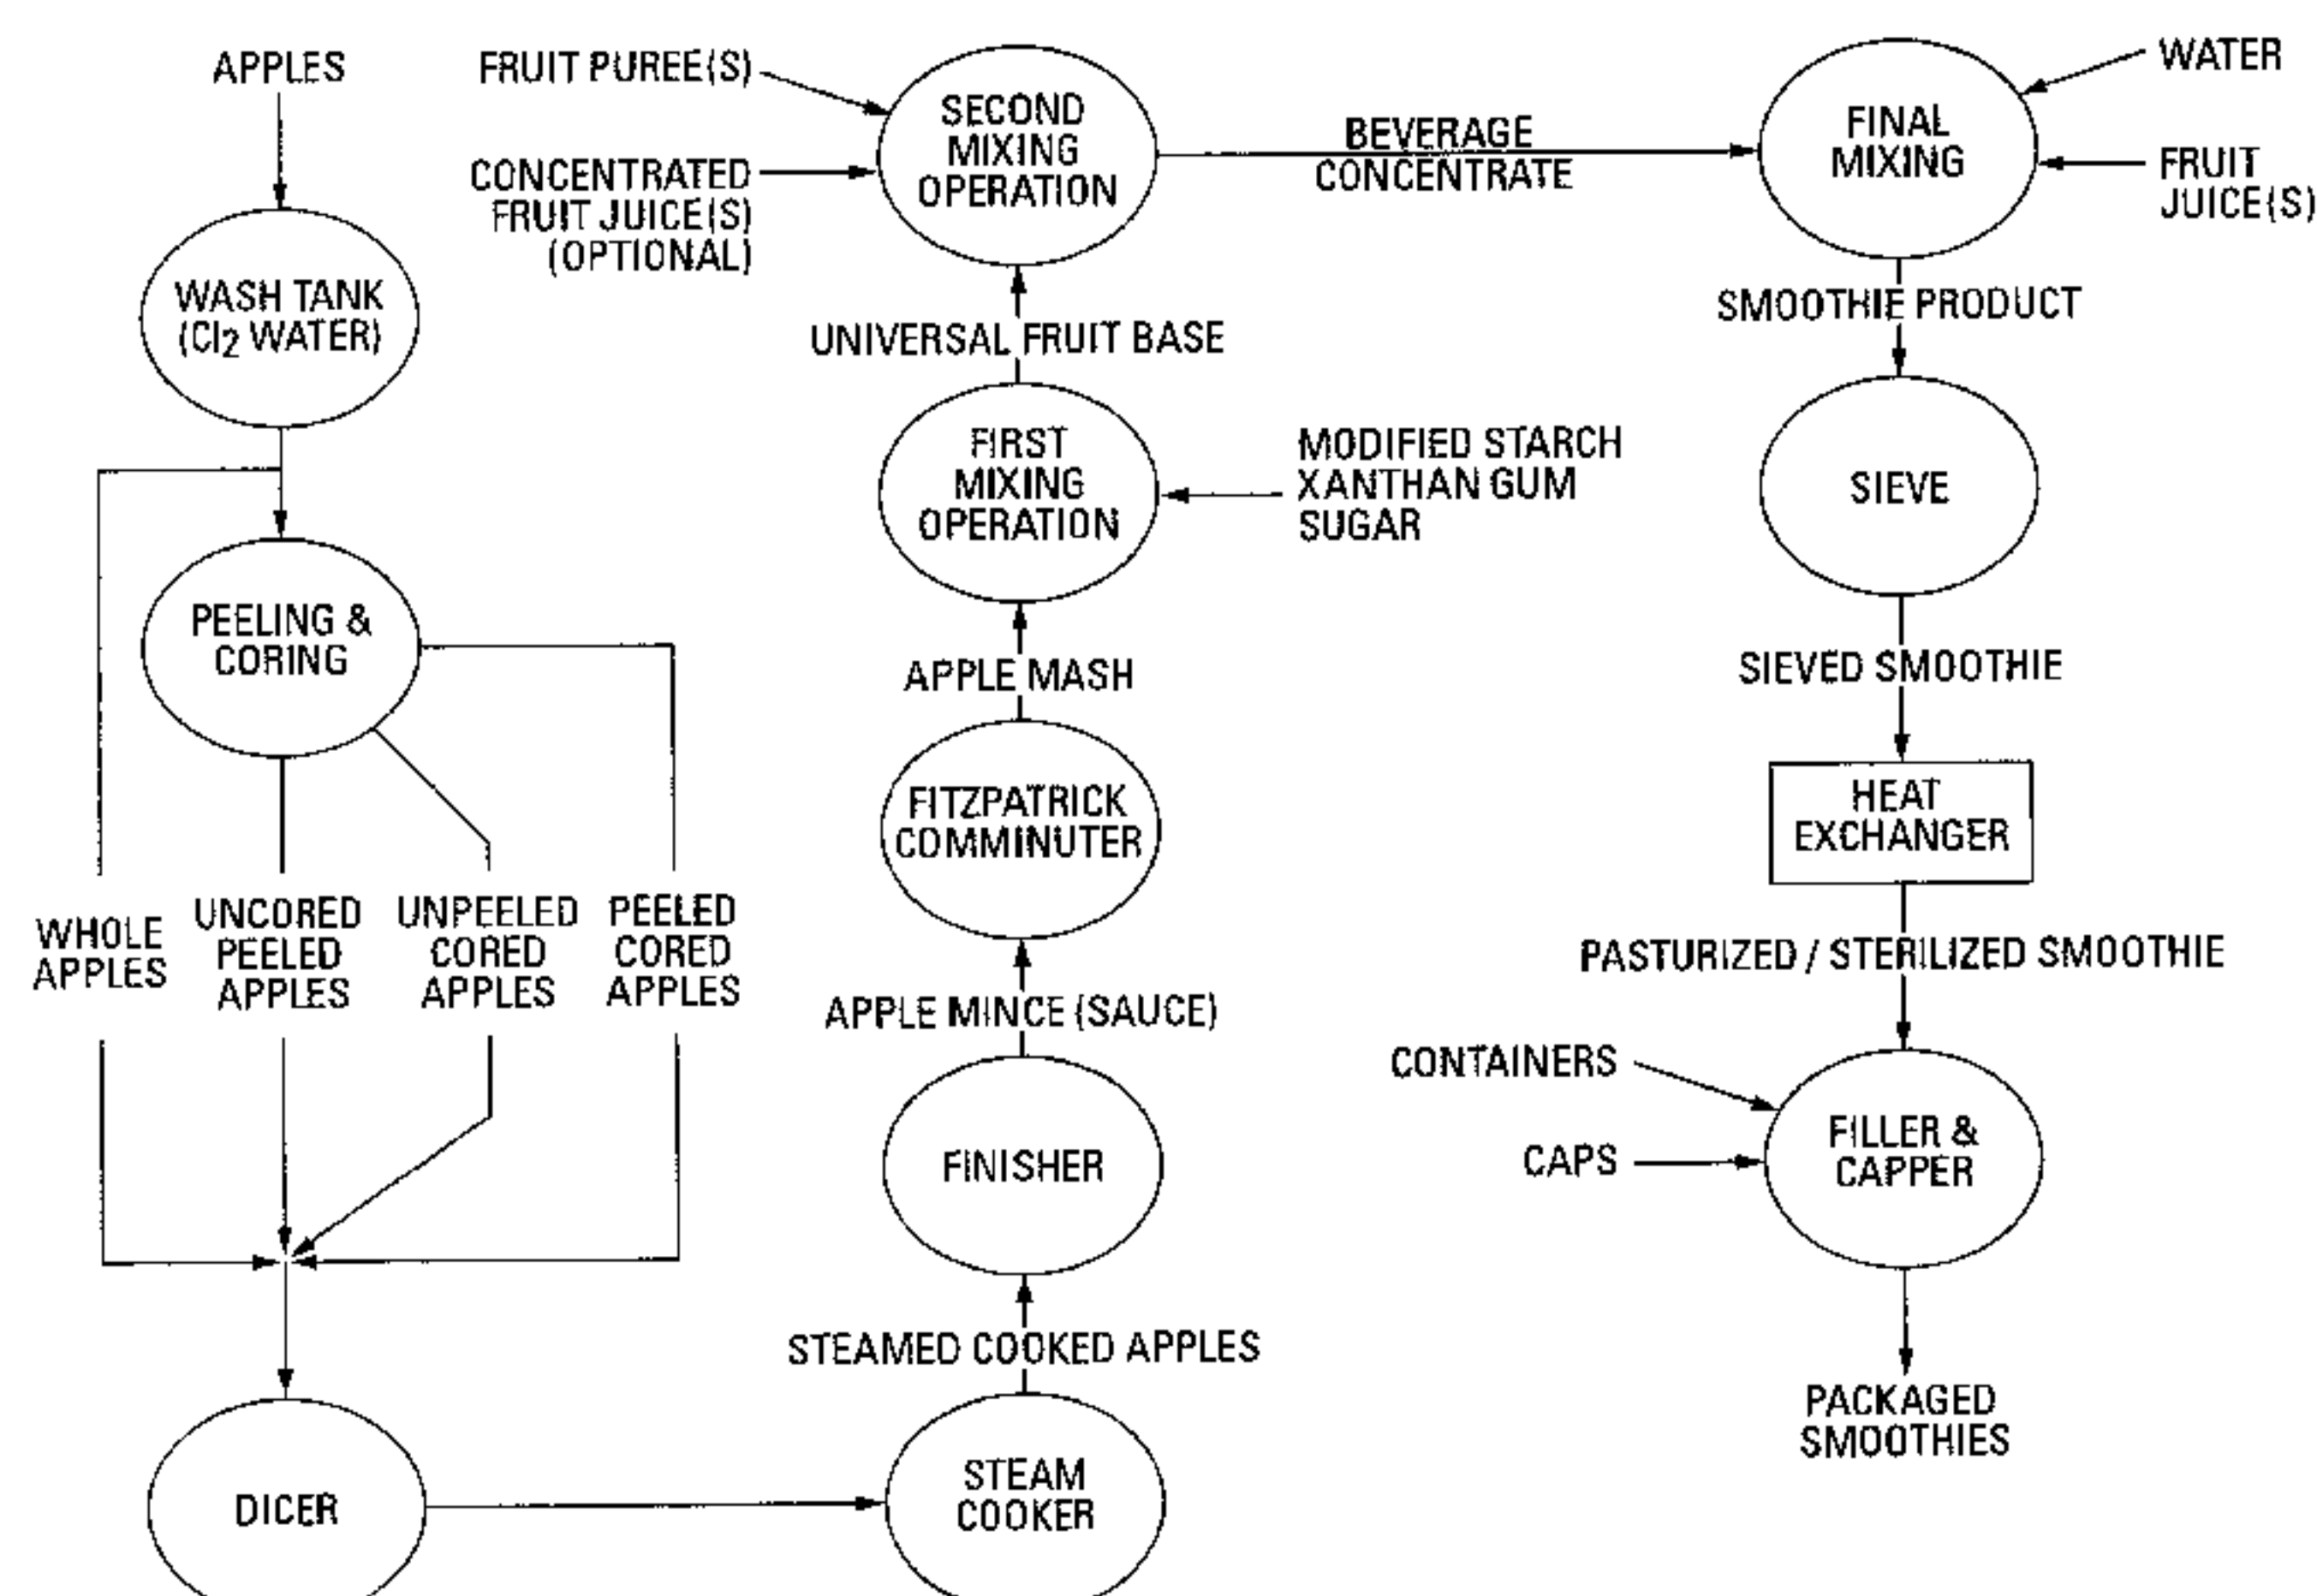 APPLES
WASH TANK
(Cl2 WATER)
PEELING &
CORING
WHOLE
APPLES
UNCORED
PEELED
APPLES
UNPEELED
CORED
APPLES
PEELED
CORED
APPLES
DICER
STEAM
COOKER
STEAMED COOKED APPLES
FINISHER
APPLE MINCE (SAUCE)
FITZPATRICK
COMMINUTER
APPLE MASH
FIRST
MIXING
OPERATION
MODIFIED STARCH
XANTHAN GUM
SUGAR
UNIVERSAL FRUIT BASE
FRUIT PUREE(S)
CONCENTRATED
FRUIT JUICE(S)
(OPTIONAL)
SECOND
MIXING
OPERATION
BEVERAGE
CONCENTRATE
FINAL
MIXING
WATER
FRUIT
JUICE(S)
SMOOTHIE PRODUCT
SIEVE
SIEVED SMOOTHIE
HEAT
EXCHANGER
PASTURIZED / STERILIZED SMOOTHIE
CONTAINERS
CAPS
FILLER &
CAPPER
PACKAGED
SMOOTHIES